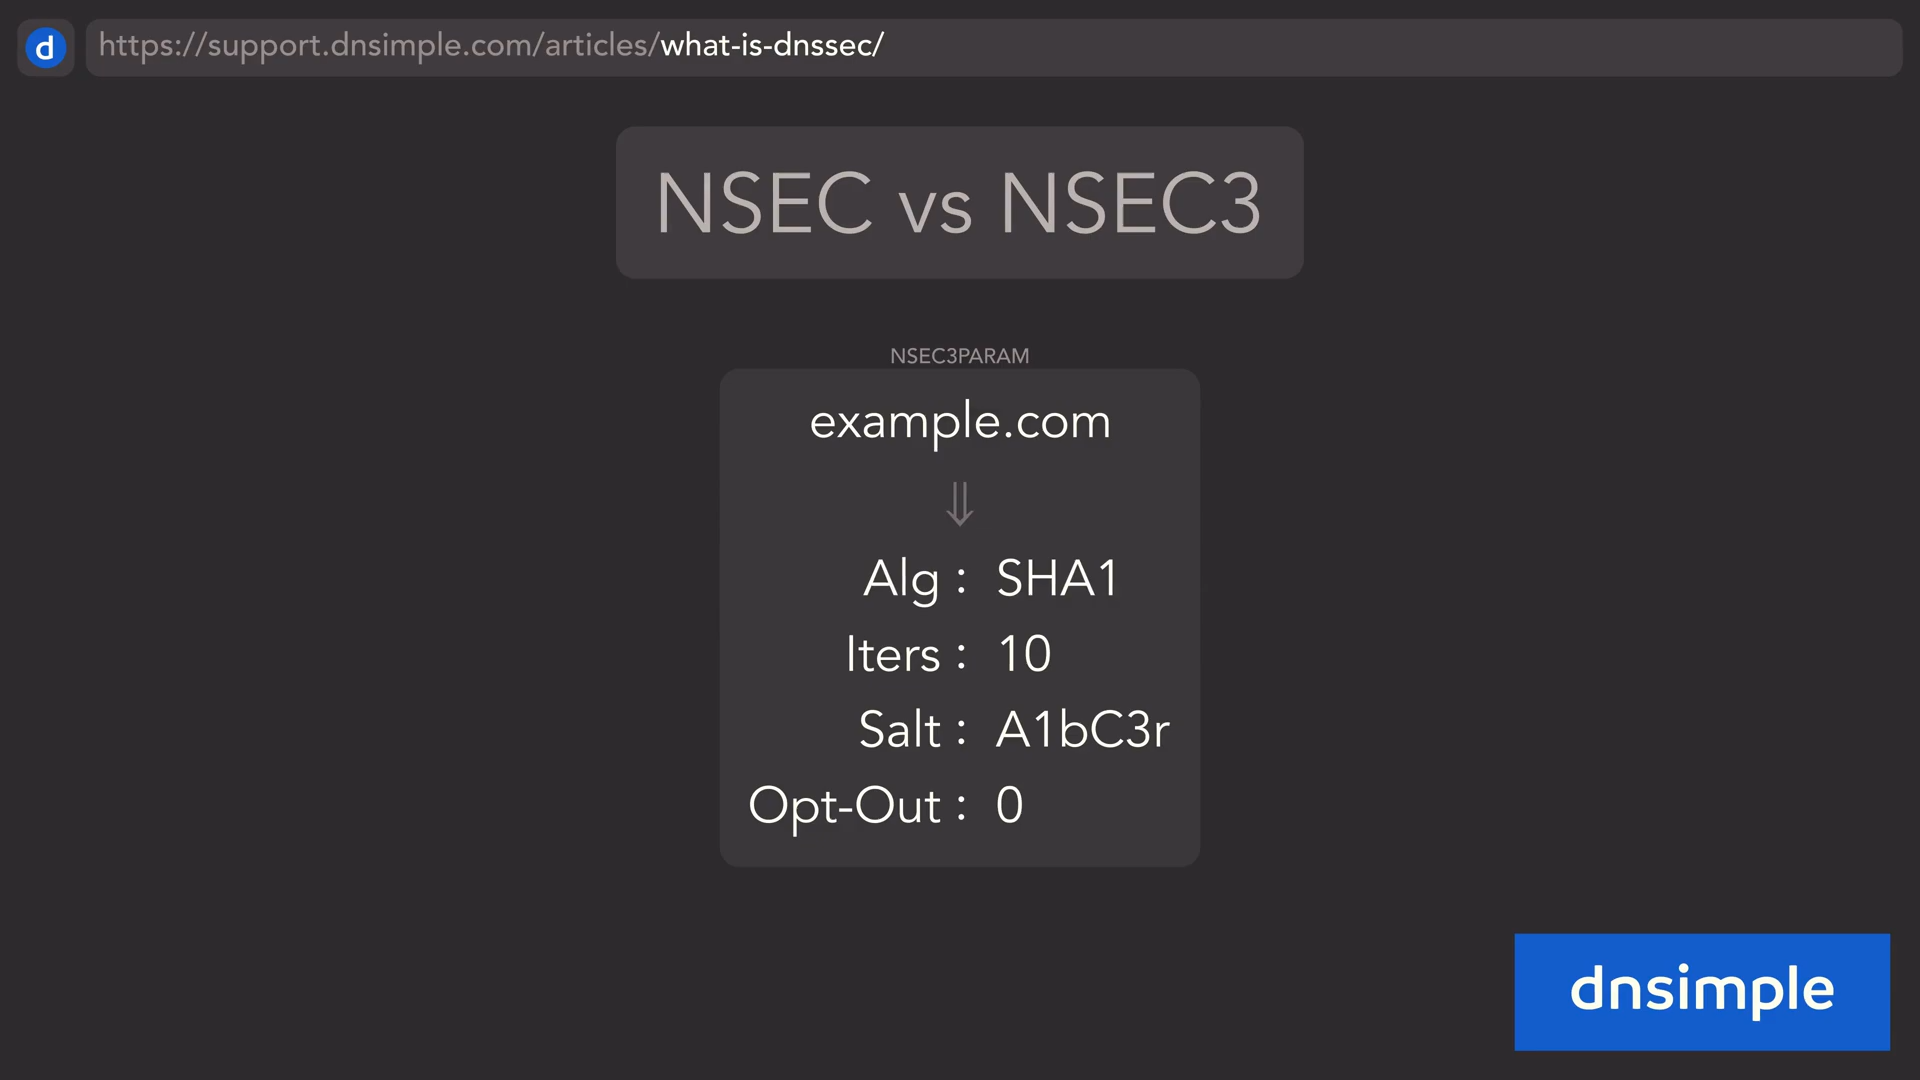 d
https://support.dnsimple.com/articles/what-is-dnssec/
NSEC vs NSEC3
NSEC3PARAM
example.com
⇓
Alg : SHA1
Iters : 10
Salt : A1bC3r
Opt-Out : 0
dnsimple